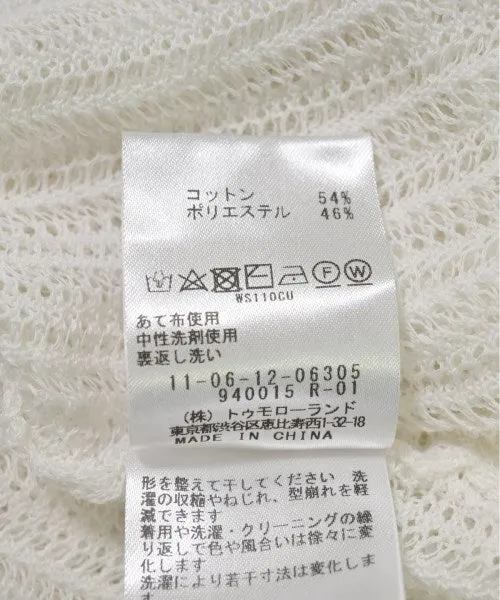 コットン 54%
ポリエステル 46%
F W
WS110CU
あて布使用
中性洗剤使用
裏返し洗い
11-06-12-06305
940015 R-01
(株) トゥモローランド
東京都渋谷区恵比寿西1-32-18
MADE IN CHINA
形を整えて干してください 洗
濯の収縮やねじれ、型崩れを軽
減できます
着用や洗濯・クリーニングの繰
り返しで色や風合いは徐々に変
化します
洗濯により若干寸法は変化しま
す